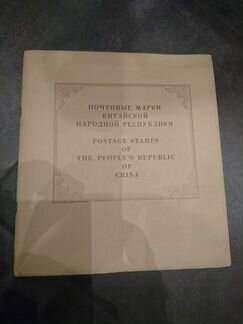 ПОЧТОВЫЕ МАРКИ
КИТАЙСКОЙ
НАРОДНОЙ РЕСПУБЛИКИ
POSTAGE STAMPS
OF
THE PEOPLE'S REPUBLIC
OF
CHINA